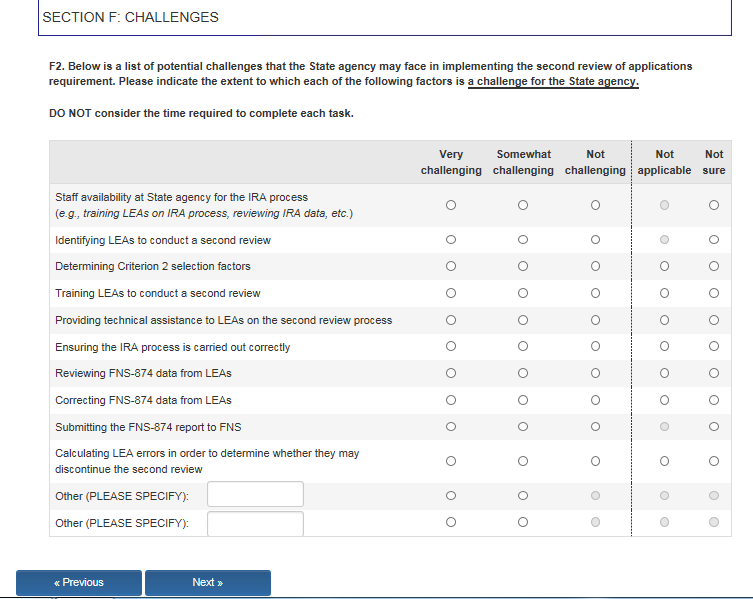 SECTION F: CHALLENGES
F2. Below is a list of potential challenges that the State agency may face in implementing the second review of applications
requirement. Please indicate the extent to which each of the following factors is a challenge for the State agency.
DO NOT consider the time required to complete each task.
Very Somewhat Not Not Not
challenging challenging challenging applicable sure
Staff availability at State agency for the IRA process
(e.g., training LEAs on IRA process, reviewing IRA data, etc.)
Identifying LEAs to conduct a second review
Determining Criterion 2 selection factors
Training LEAs to conduct a second review
Providing technical assistance to LEAs on the second review process
Ensuring the IRA process is carried out correctly
Reviewing FNS-874 data from LEAs
Correcting FNS-874 data from LEAs
Submitting the FNS-874 report to FNS
Calculating LEA errors in order to determine whether they may
discontinue the second review
Other (PLEASE SPECIFY):
Other (PLEASE SPECIFY):
« Previous Next »